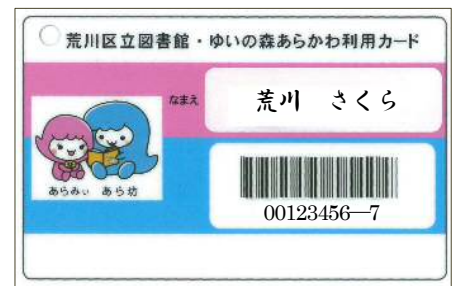 荒川区立図書館・ゆいの森あらかわ利用カード
なまえ
荒川 さくら
あらみぃ あら坊
00123456—7